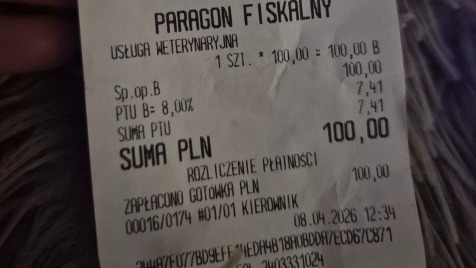 PARAGON FISKALNY
USŁUGA WETERYNARYJNA
1 SZT. * 100,00 = 100,00 B
Sp.op.B 100,00
PTU B= 8,00% 7,41
SUMA PTU 7,41
SUMA PLN 100,00
ROZLICZENIE PŁATNOŚCI
ZAPŁACONO GOTÓWKA PLN 100,00
00016/0174 #01/01 KIEROWNIK
08.04.2026 12:34
2403331024